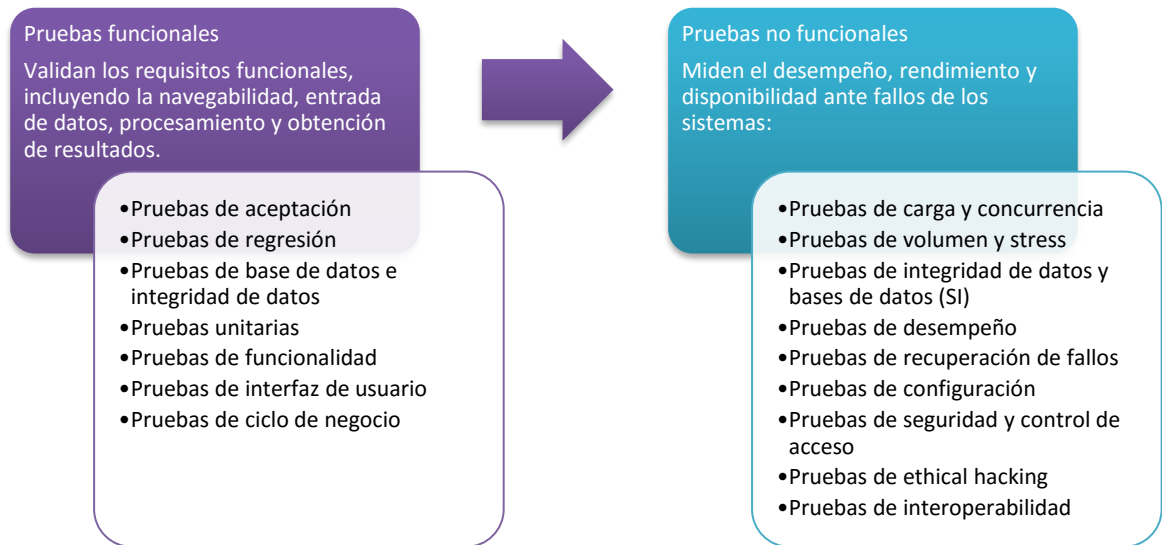 Pruebas funcionales
Validan los requisitos funcionales,
incluyendo la navegabilidad, entrada
de datos, procesamiento y obtención
de resultados.
•Pruebas de aceptación
•Pruebas de regresión
•Pruebas de base de datos e
integridad de datos
•Pruebas unitarias
•Pruebas de funcionalidad
•Pruebas de interfaz de usuario
•Pruebas de ciclo de negocio
Pruebas no funcionales
Miden el desempeño, rendimiento y
disponibilidad ante fallos de los
sistemas:
•Pruebas de carga y concurrencia
•Pruebas de volumen y stress
•Pruebas de integridad de datos y
bases de datos (SI)
•Pruebas de desempeño
•Pruebas de recuperación de fallos
•Pruebas de configuración
•Pruebas de seguridad y control de
acceso
•Pruebas de ethical hacking
•Pruebas de interoperabilidad